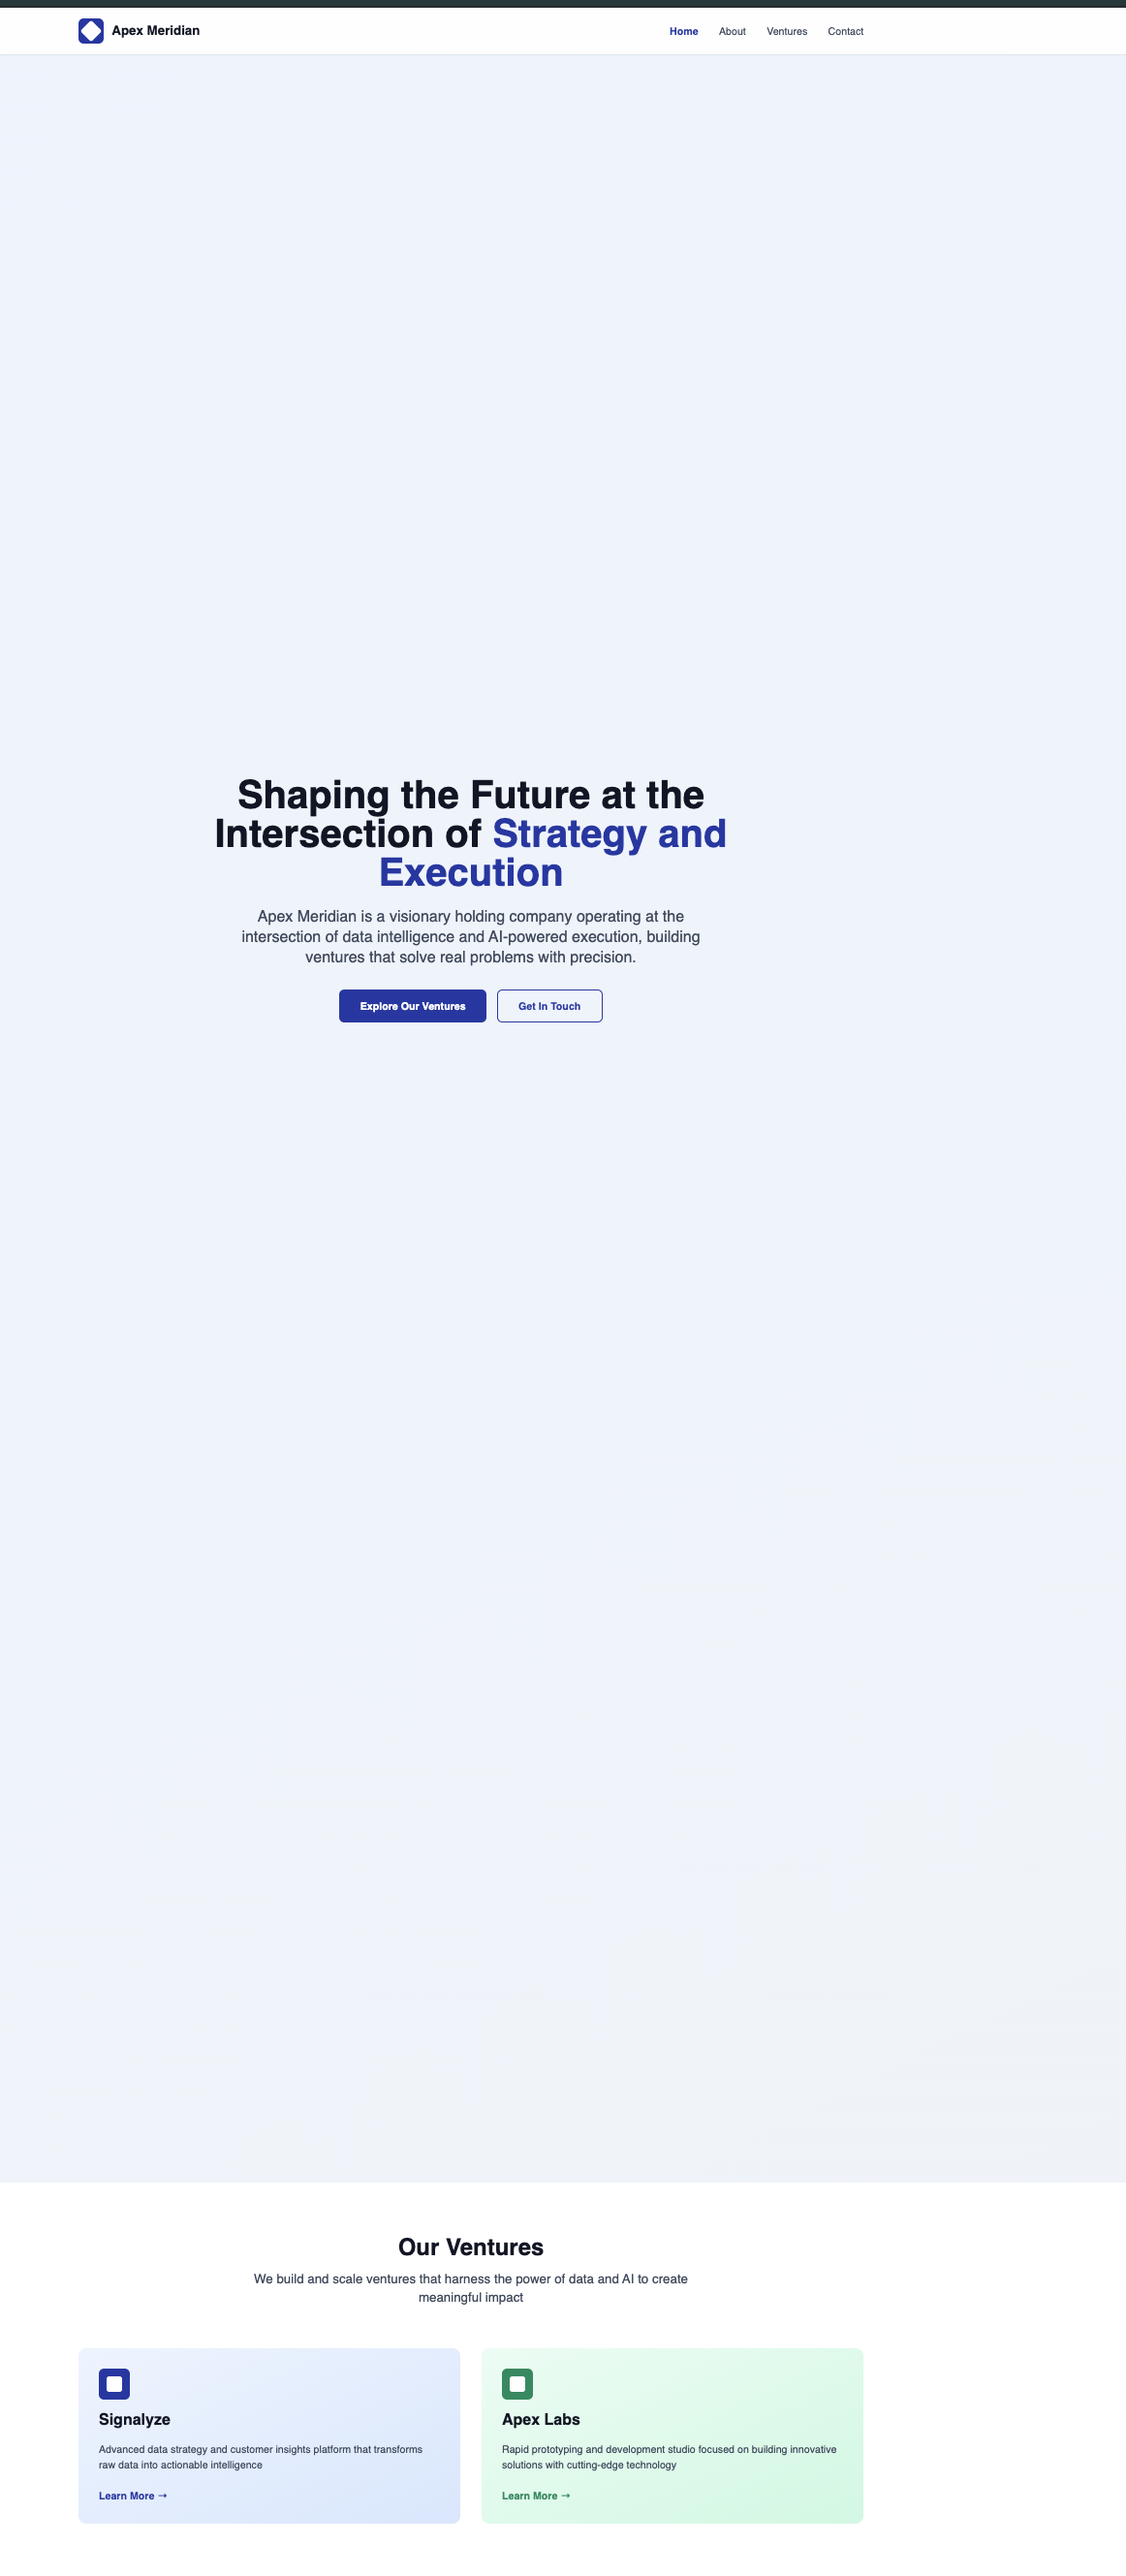 Apex Meridian
Home About Ventures Contact
Shaping the Future at the
Intersection of Strategy and
Execution
Apex Meridian is a visionary holding company operating at the
intersection of data intelligence and AI-powered execution, building
ventures that solve real problems with precision.
Explore Our Ventures Get In Touch
Our Ventures
We build and scale ventures that harness the power of data and AI to create
meaningful impact
Signalyze
Advanced data strategy and customer insights platform that transforms
raw data into actionable intelligence
Learn More →
Apex Labs
Rapid prototyping and development studio focused on building innovative
solutions with cutting-edge technology
Learn More →